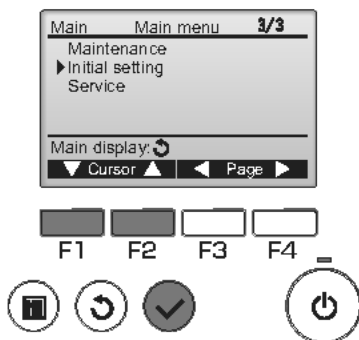 Main Main menu 3/3
Maintenance
Initial setting
Service
Main display:
Cursor Page
F1 F2 F3 F4